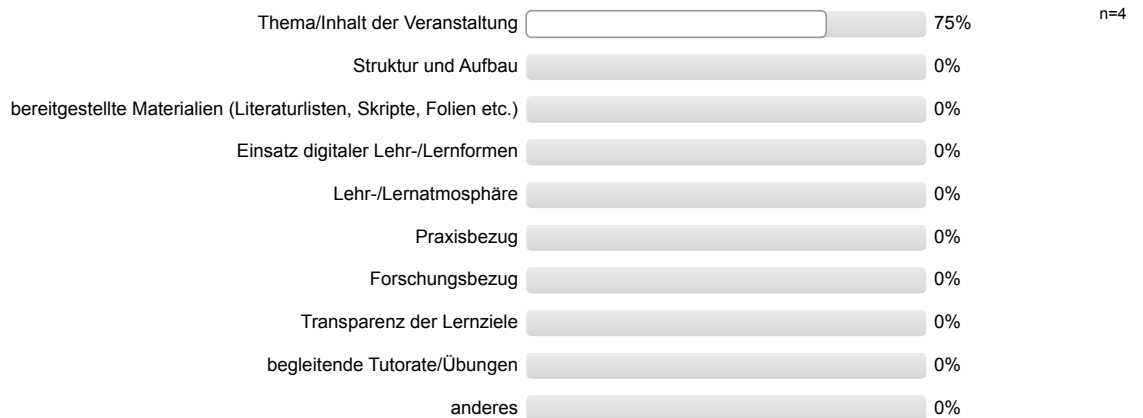 Thema/Inhalt der Veranstaltung 75% n=4
Struktur und Aufbau 0%
bereitgestellte Materialien (Literaturlisten, Skripte, Folien etc.) 0%
Einsatz digitaler Lehr-/Lernformen 0%
Lehr-/Lernatmosphäre 0%
Praxisbezug 0%
Forschungsbezug 0%
Transparenz der Lernziele 0%
begleitende Tutorate/Übungen 0%
anderes 0%